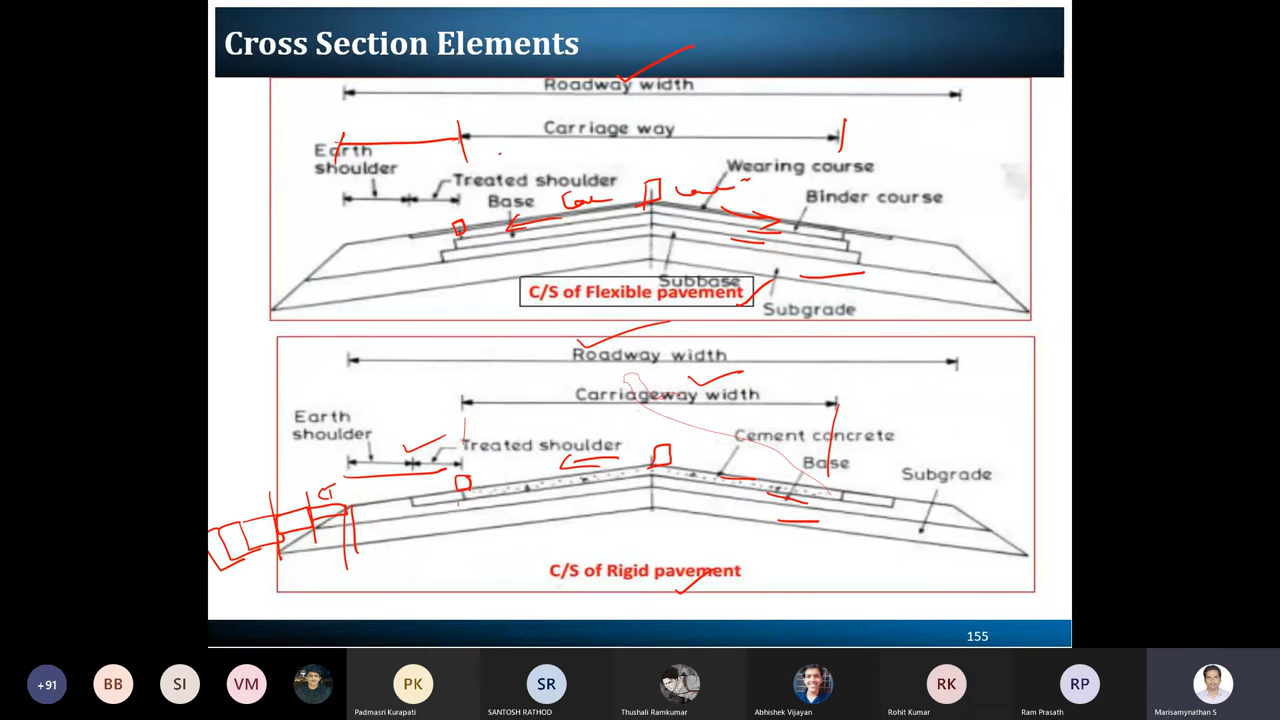 Cross Section Elements
Roadway width
Carriage way
Earth
shoulder
Treated shoulder
Base
Wearing course
Binder course
Subbase
C/S of Flexible pavement
Subgrade
Roadway width
Carriageway width
Earth
shoulder
Treated shoulder
Cement concrete
Base
Subgrade
C/S of Rigid pavement
155
+91
BB
SI
VM
PK
SR
RK
RP
Padmasri Kurapati
SANTOSH RATHOD
Thushali Ramkumar
Abhishek Vijayan
Rohit Kumar
Ram Prasath
Marisamynathan S